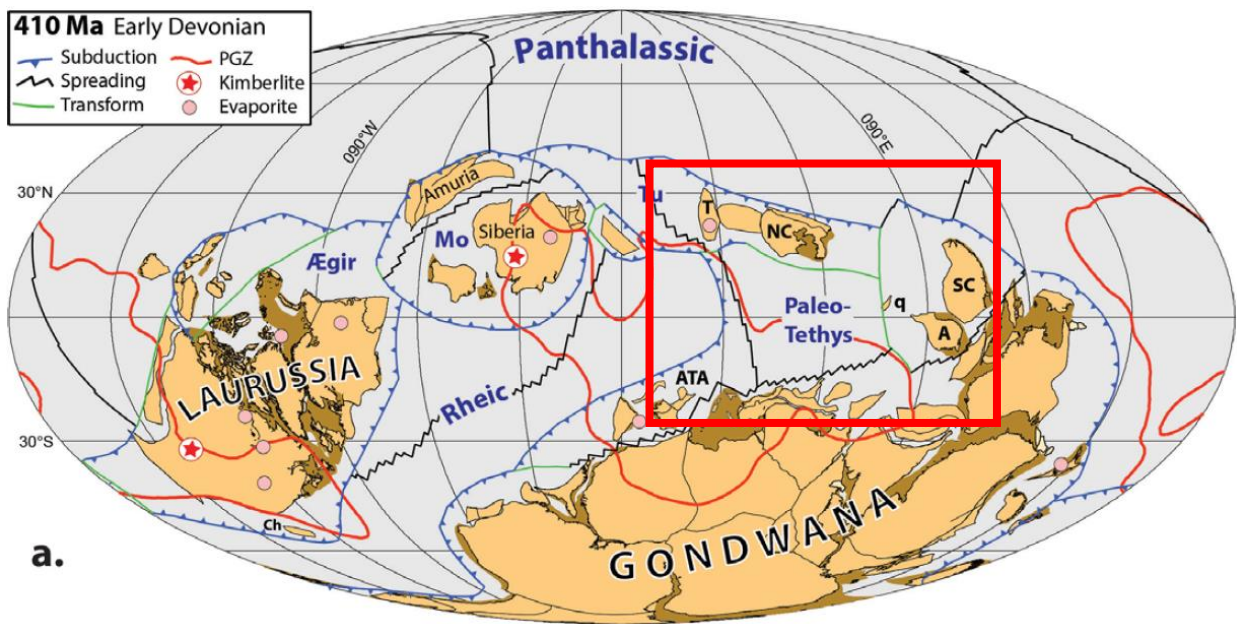 410 Ma Early Devonian
Subduction
PGZ
Spreading
Kimberlite
Transform
Evaporite
Panthalassic
090°W
090°E
30°N
Amuria
Tu
T
NC
Mo
Siberia
Ægir
SC
q
Paleo-
Tethys
A
LAURUSSIA
ATA
Rheic
30°S
Ch
GONDWANA
a.